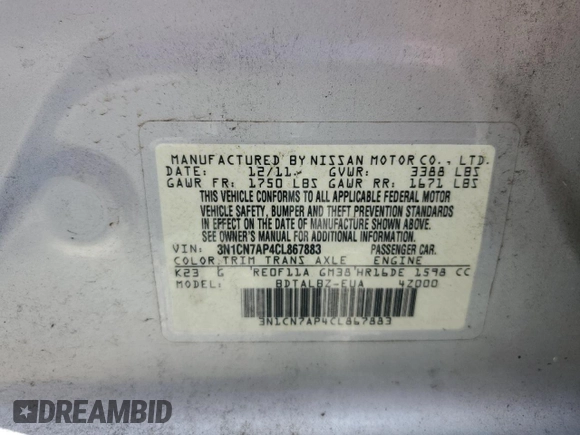 MANUFACTURED BY NISSAN MOTOR CO., LTD.
DATE: 12/11 GVWR: 3388 LBS
GAWR FR: 1750 LBS GAWR RR: 1671 LBS
THIS VEHICLE CONFORMS TO ALL APPLICABLE FEDERAL MOTOR
VEHICLE SAFETY, BUMPER AND THEFT PREVENTION STANDARDS
IN EFFECT ON THE DATE OF MANUFACTURE SHOWN ABOVE.
SEE OWNER'S MANUAL FOR ADDITIONAL INFORMATION.
VIN: 3N1CN7AP4CL867883 PASSENGER CAR
COLOR TRIM TRANS AXLE ENGINE
K23 G RE0F11A GM38 HR16DE 1598 CC
MODEL: BDTALBZ-EUA 4Z000
3N1CN7AP4CL867883
DREAMBID